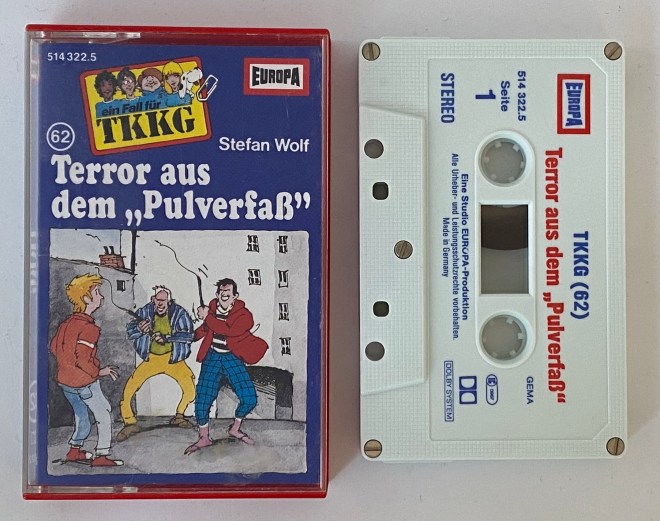 514 322.5
EUROPA
ein Fall für
TKKG
62
Stefan Wolf
Terror aus
dem „Pulverfaß”
EUROPA
514 322.5
Seite
1
STEREO
TKKG (62)
Terror aus dem „Pulverfaß“
Eine Studio EUROPA-Produktion
Alle Urheber- und Leistungsschutzrechte vorbehalten.
Made in Germany
GEMA
DOLBY SYSTEM